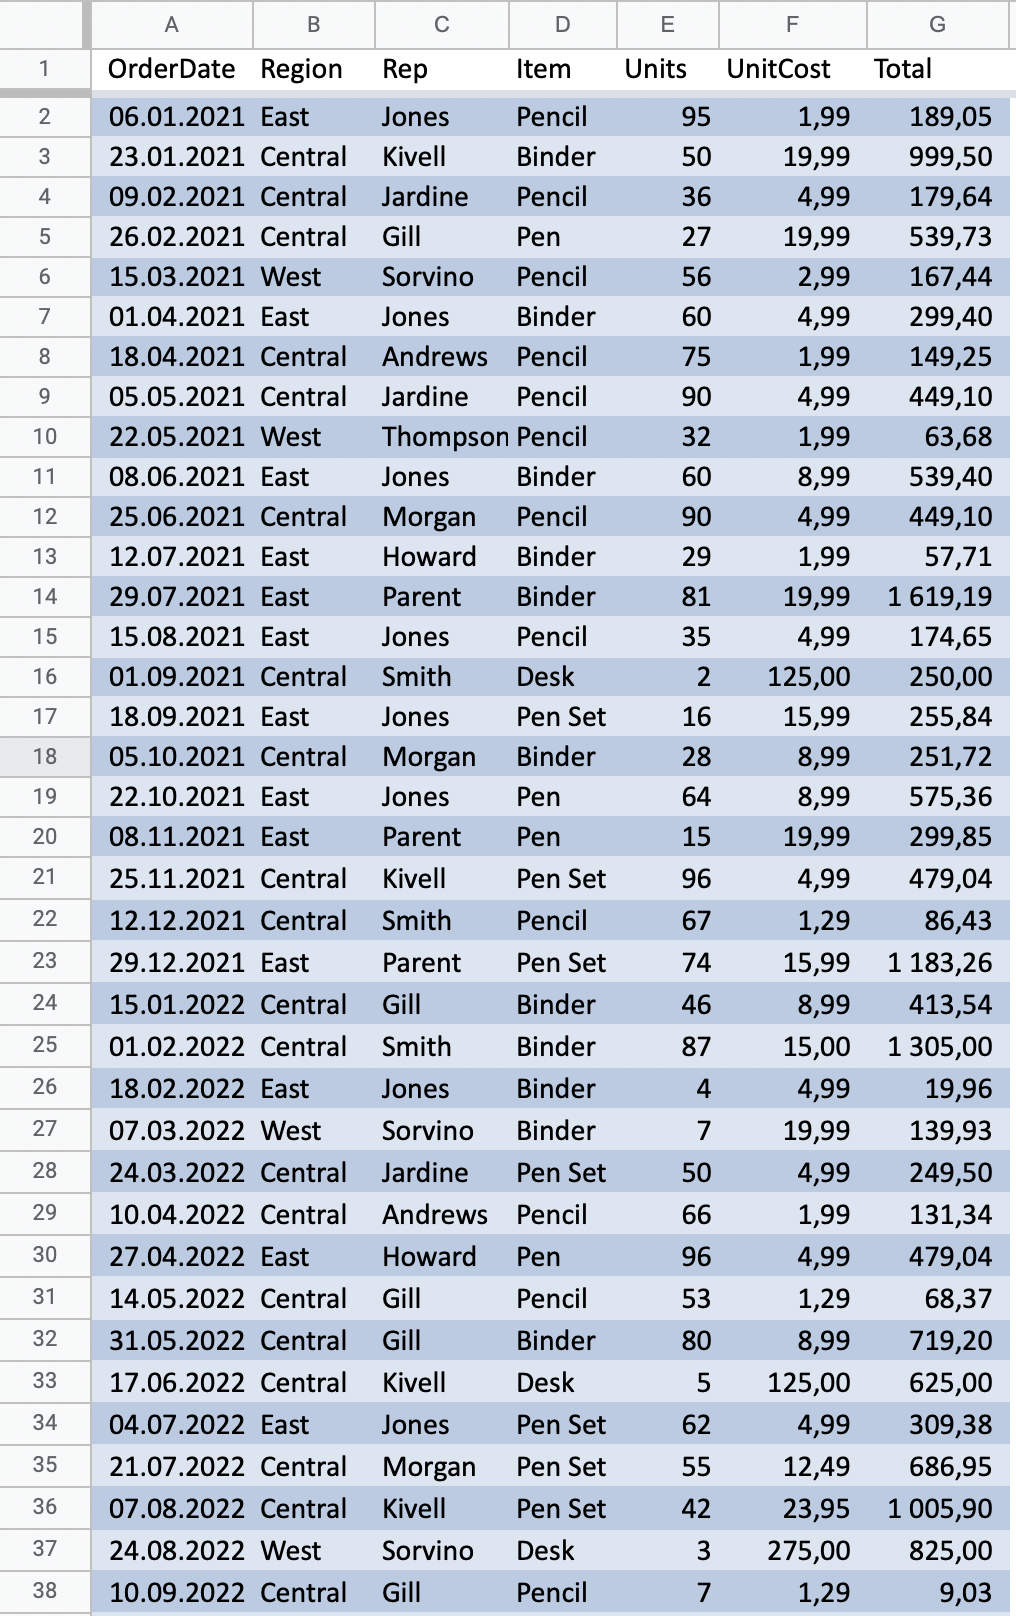 A B C D E F G
1 OrderDate Region Rep Item Units UnitCost Total
2 06.01.2021 East Jones Pencil 95 1,99 189,05
3 23.01.2021 Central Kivell Binder 50 19,99 999,50
4 09.02.2021 Central Jardine Pencil 36 4,99 179,64
5 26.02.2021 Central Gill Pen 27 19,99 539,73
6 15.03.2021 West Sorvino Pencil 56 2,99 167,44
7 01.04.2021 East Jones Binder 60 4,99 299,40
8 18.04.2021 Central Andrews Pencil 75 1,99 149,25
9 05.05.2021 Central Jardine Pencil 90 4,99 449,10
10 22.05.2021 West Thompson Pencil 32 1,99 63,68
11 08.06.2021 East Jones Binder 60 8,99 539,40
12 25.06.2021 Central Morgan Pencil 90 4,99 449,10
13 12.07.2021 East Howard Binder 29 1,99 57,71
14 29.07.2021 East Parent Binder 81 19,99 1 619,19
15 15.08.2021 East Jones Pencil 35 4,99 174,65
16 01.09.2021 Central Smith Desk 2 125,00 250,00
17 18.09.2021 East Jones Pen Set 16 15,99 255,84
18 05.10.2021 Central Morgan Binder 28 8,99 251,72
19 22.10.2021 East Jones Pen 64 8,99 575,36
20 08.11.2021 East Parent Pen 15 19,99 299,85
21 25.11.2021 Central Kivell Pen Set 96 4,99 479,04
22 12.12.2021 Central Smith Pencil 67 1,29 86,43
23 29.12.2021 East Parent Pen Set 74 15,99 1 183,26
24 15.01.2022 Central Gill Binder 46 8,99 413,54
25 01.02.2022 Central Smith Binder 87 15,00 1 305,00
26 18.02.2022 East Jones Binder 4 4,99 19,96
27 07.03.2022 West Sorvino Binder 7 19,99 139,93
28 24.03.2022 Central Jardine Pen Set 50 4,99 249,50
29 10.04.2022 Central Andrews Pencil 66 1,99 131,34
30 27.04.2022 East Howard Pen 96 4,99 479,04
31 14.05.2022 Central Gill Pencil 53 1,29 68,37
32 31.05.2022 Central Gill Binder 80 8,99 719,20
33 17.06.2022 Central Kivell Desk 5 125,00 625,00
34 04.07.2022 East Jones Pen Set 62 4,99 309,38
35 21.07.2022 Central Morgan Pen Set 55 12,49 686,95
36 07.08.2022 Central Kivell Pen Set 42 23,95 1 005,90
37 24.08.2022 West Sorvino Desk 3 275,00 825,00
38 10.09.2022 Central Gill Pencil 7 1,29 9,03